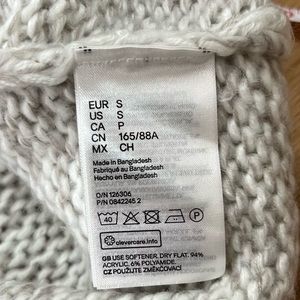 EUR S
US S
CA P
CN 165/88A
MX CH
Made in Bangladesh
Fabriqué au Bangladesh
Hecho en Bangladesh
O/N 126306
P/N 0842245 2
40
P
clevercare.info
GB USE SOFTENER. DRY FLAT. 94%
ACRYLIC, 6% POLYAMIDE.
CZ POUŽIJTE ZMĚKČOVACÍ